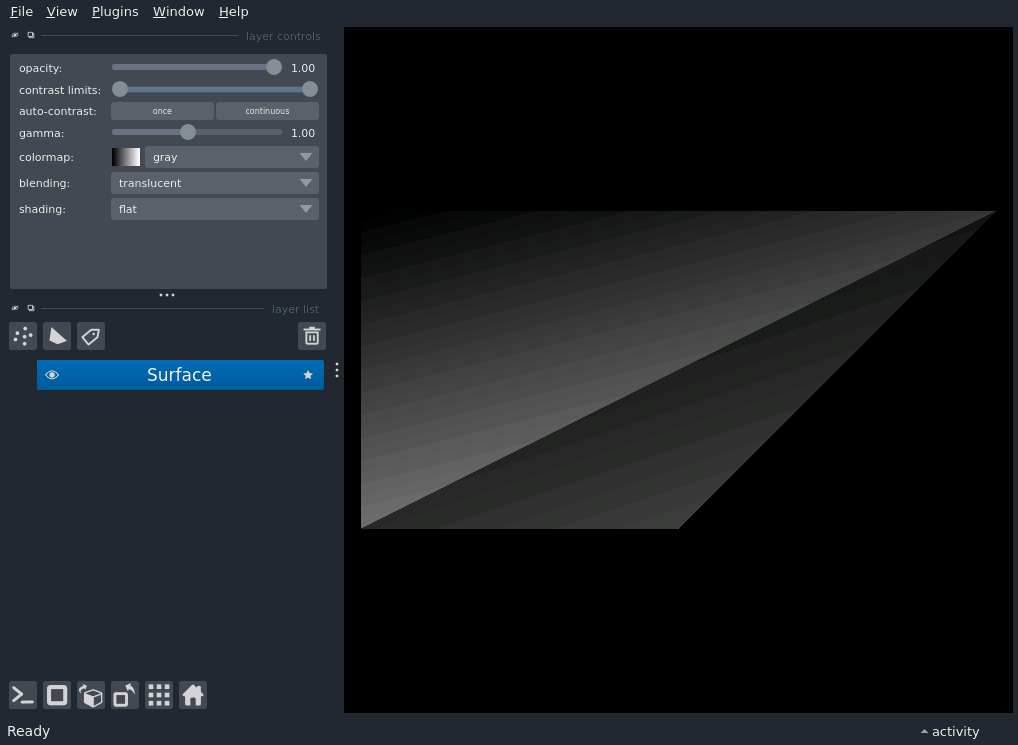 File View Plugins Window Help
layer controls
opacity: 1.00
contrast limits:
auto-contrast: once continuous
gamma: 1.00
colormap: gray
blending: translucent
shading: flat
layer list
Surface
Ready activity